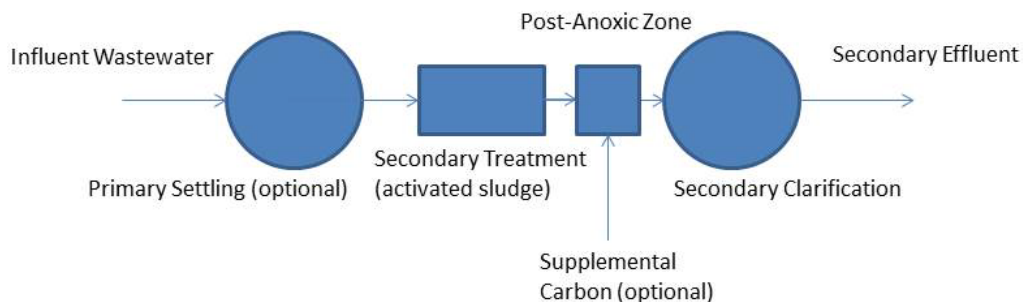 Post-Anoxic Zone
Influent Wastewater
Secondary Effluent
Primary Settling (optional)
Secondary Treatment
(activated sludge)
Secondary Clarification
Supplemental
Carbon (optional)